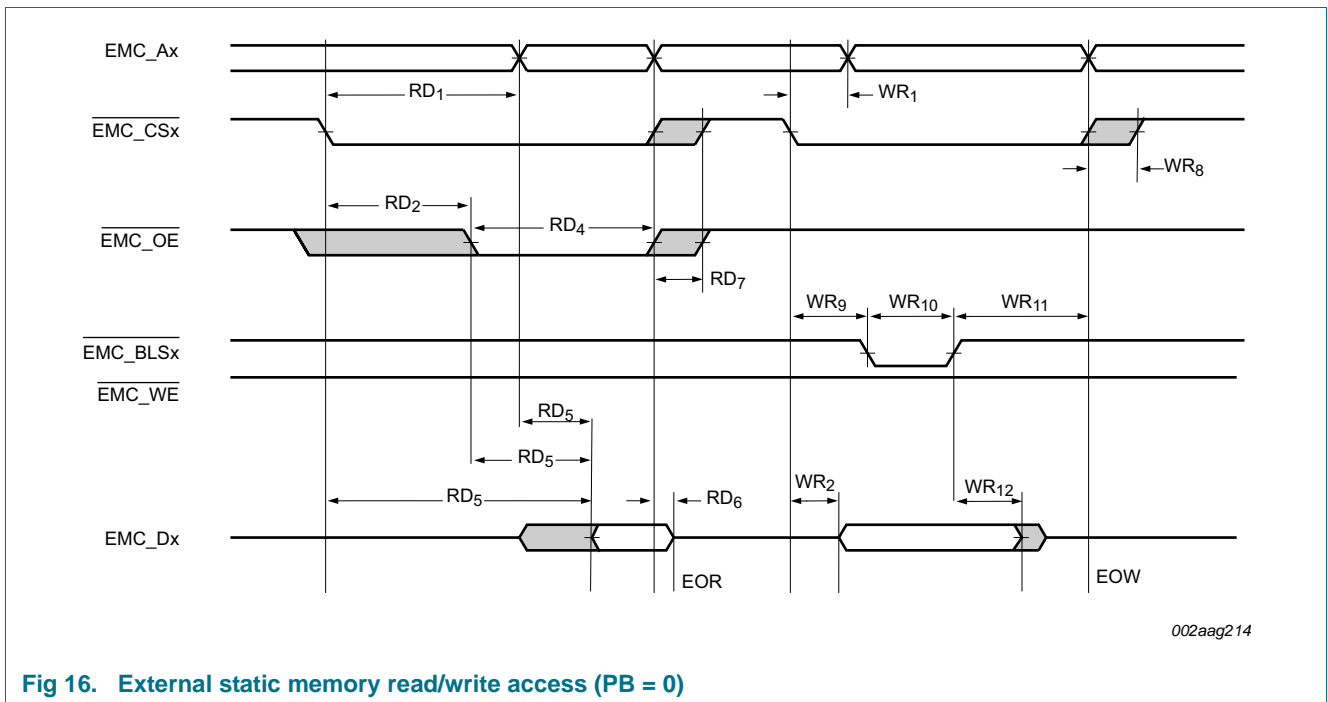 EMC_Ax
RD1
WR1
EMC_CSx
WR8
RD2
RD4
EMC_OE
RD7
WR9
WR10
WR11
EMC_BLSx
EMC_WE
RD5
RD5
RD5
RD6
WR2
WR12
EMC_Dx
EOR
EOW
002aag214
Fig 16. External static memory read/write access (PB = 0)